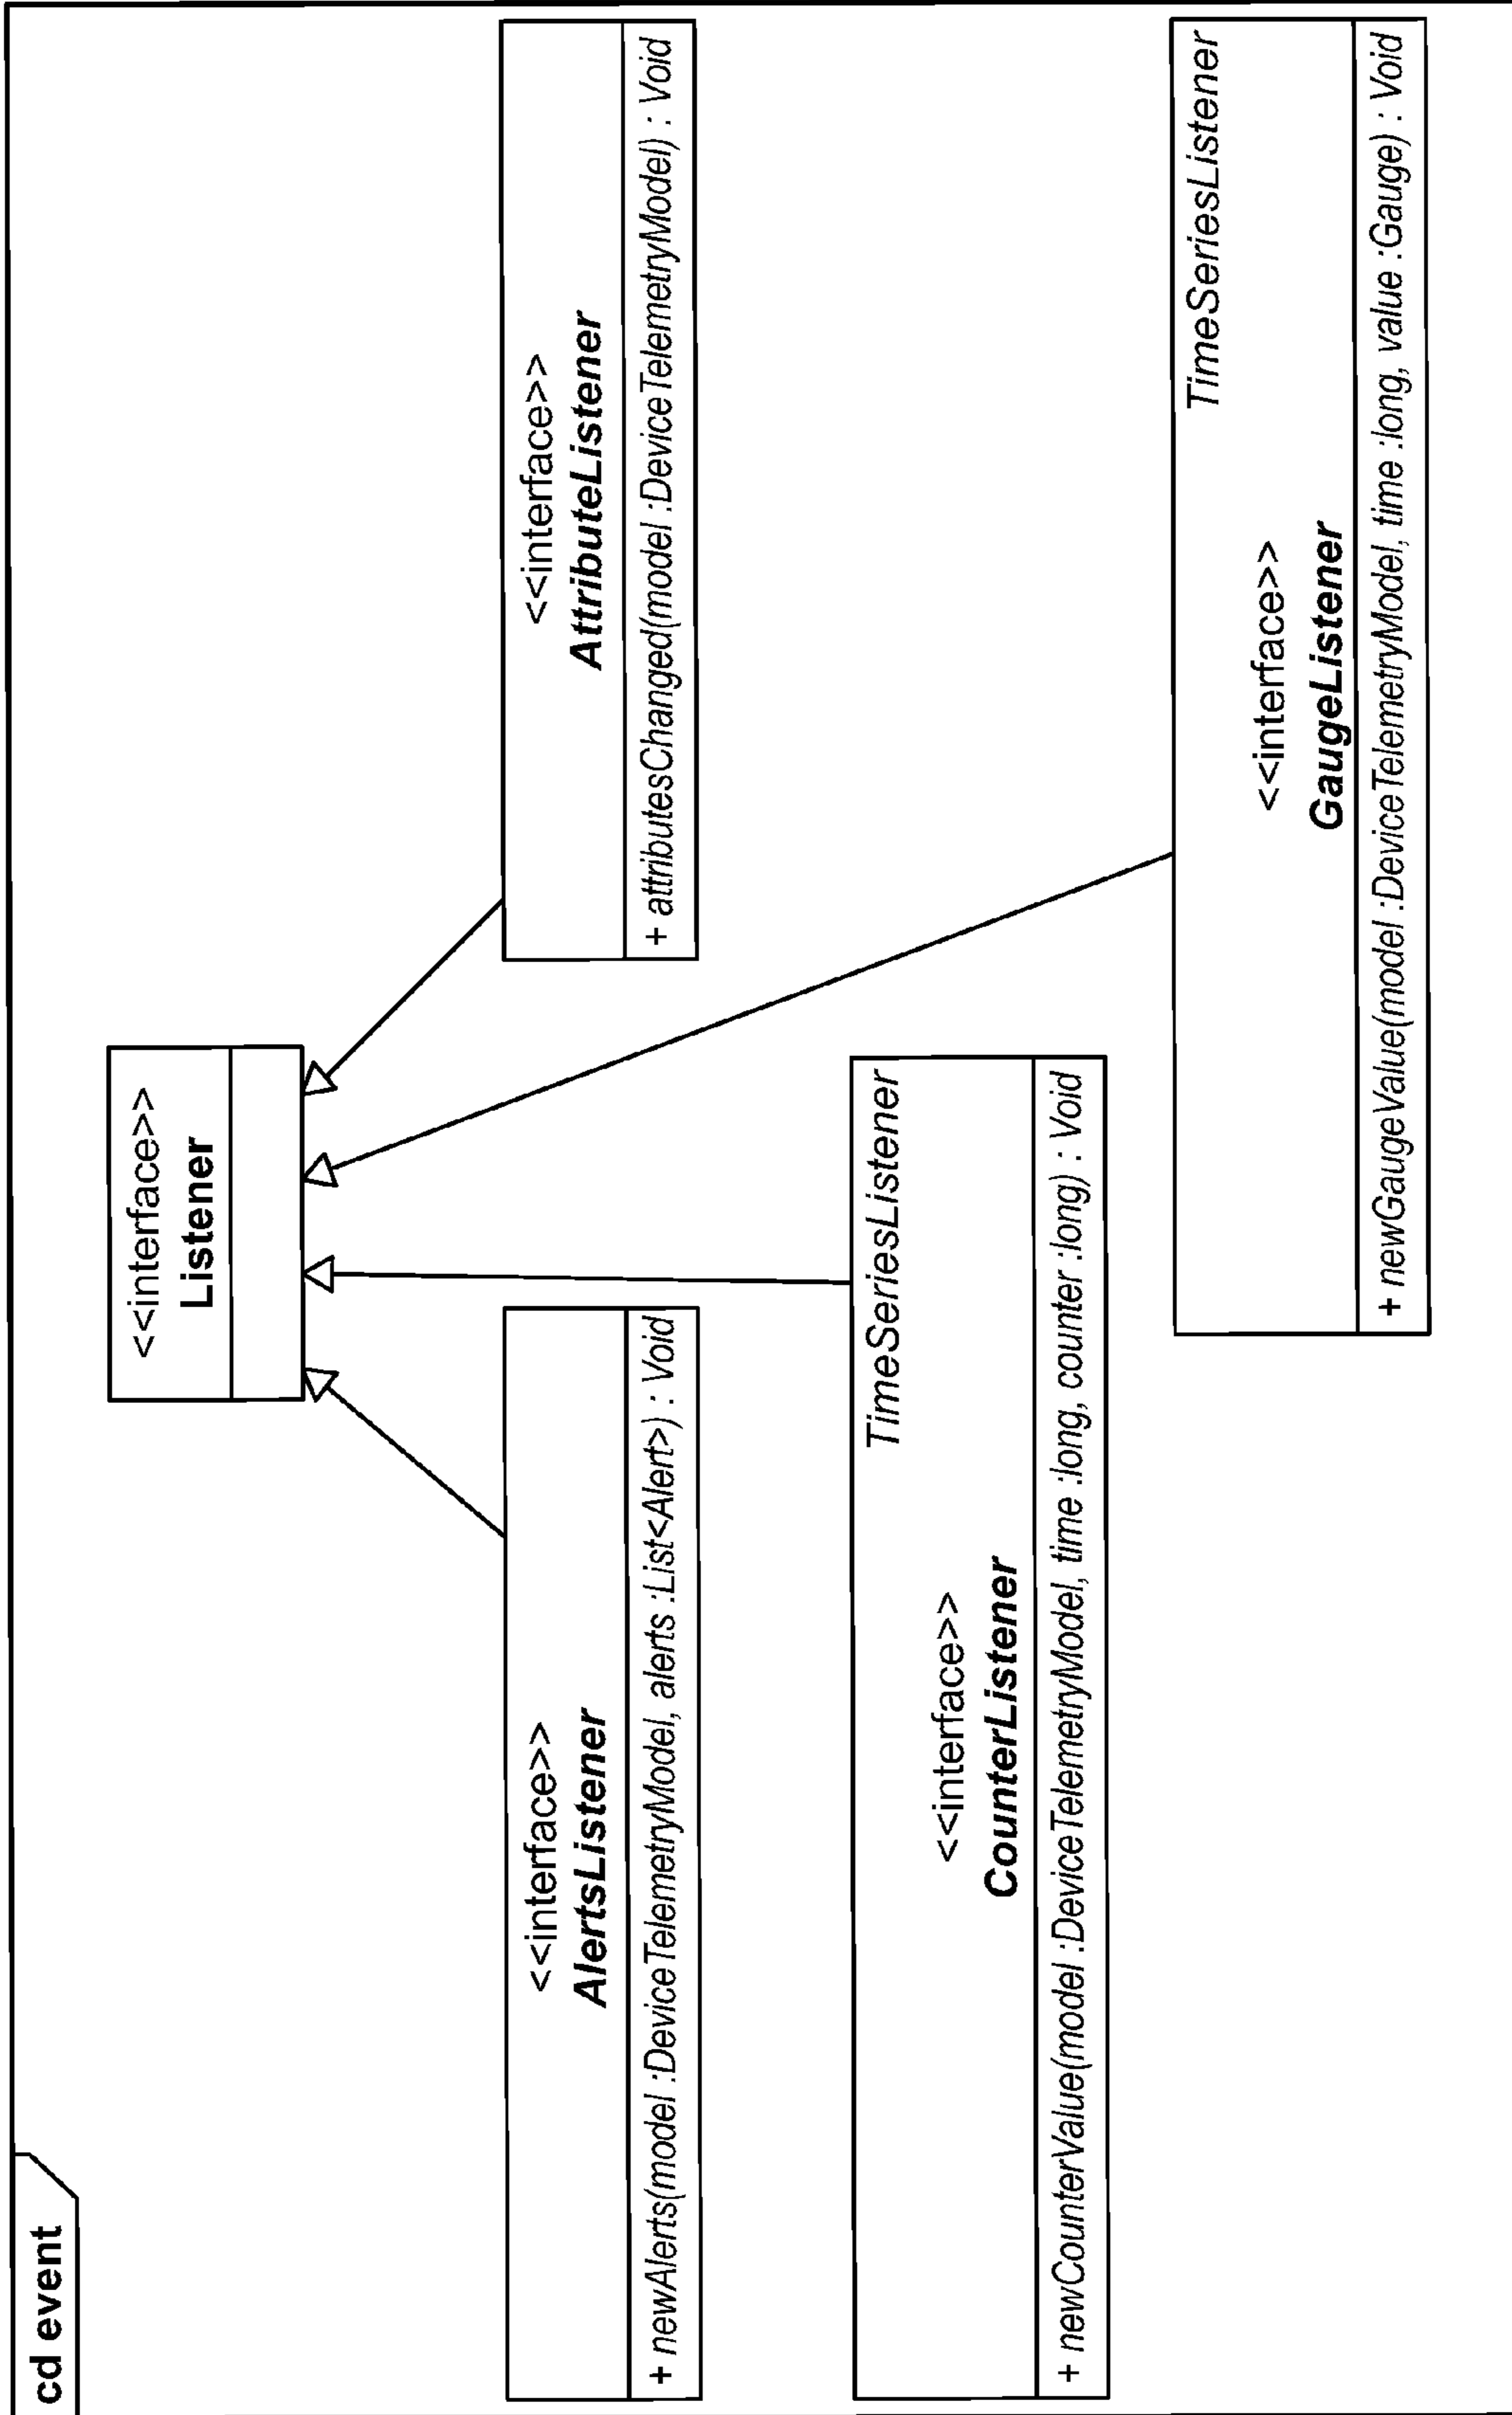 cd event
<<interface>>
Listener
<<interface>>
AlertsListener
+ newAlerts(model :DeviceTelemetryModel, alerts :List<Alert>) : Void
<<interface>>
AttributeListener
+ attributesChanged(model :DeviceTelemetryModel) : Void
TimeSeriesListener
<<interface>>
CounterListener
+ newCounterValue(model :DeviceTelemetryModel, time :long, counter :long) : Void
TimeSeriesListener
<<interface>>
GaugeListener
+ newGaugeValue(model :DeviceTelemetryModel, time :long, value :Gauge) : Void